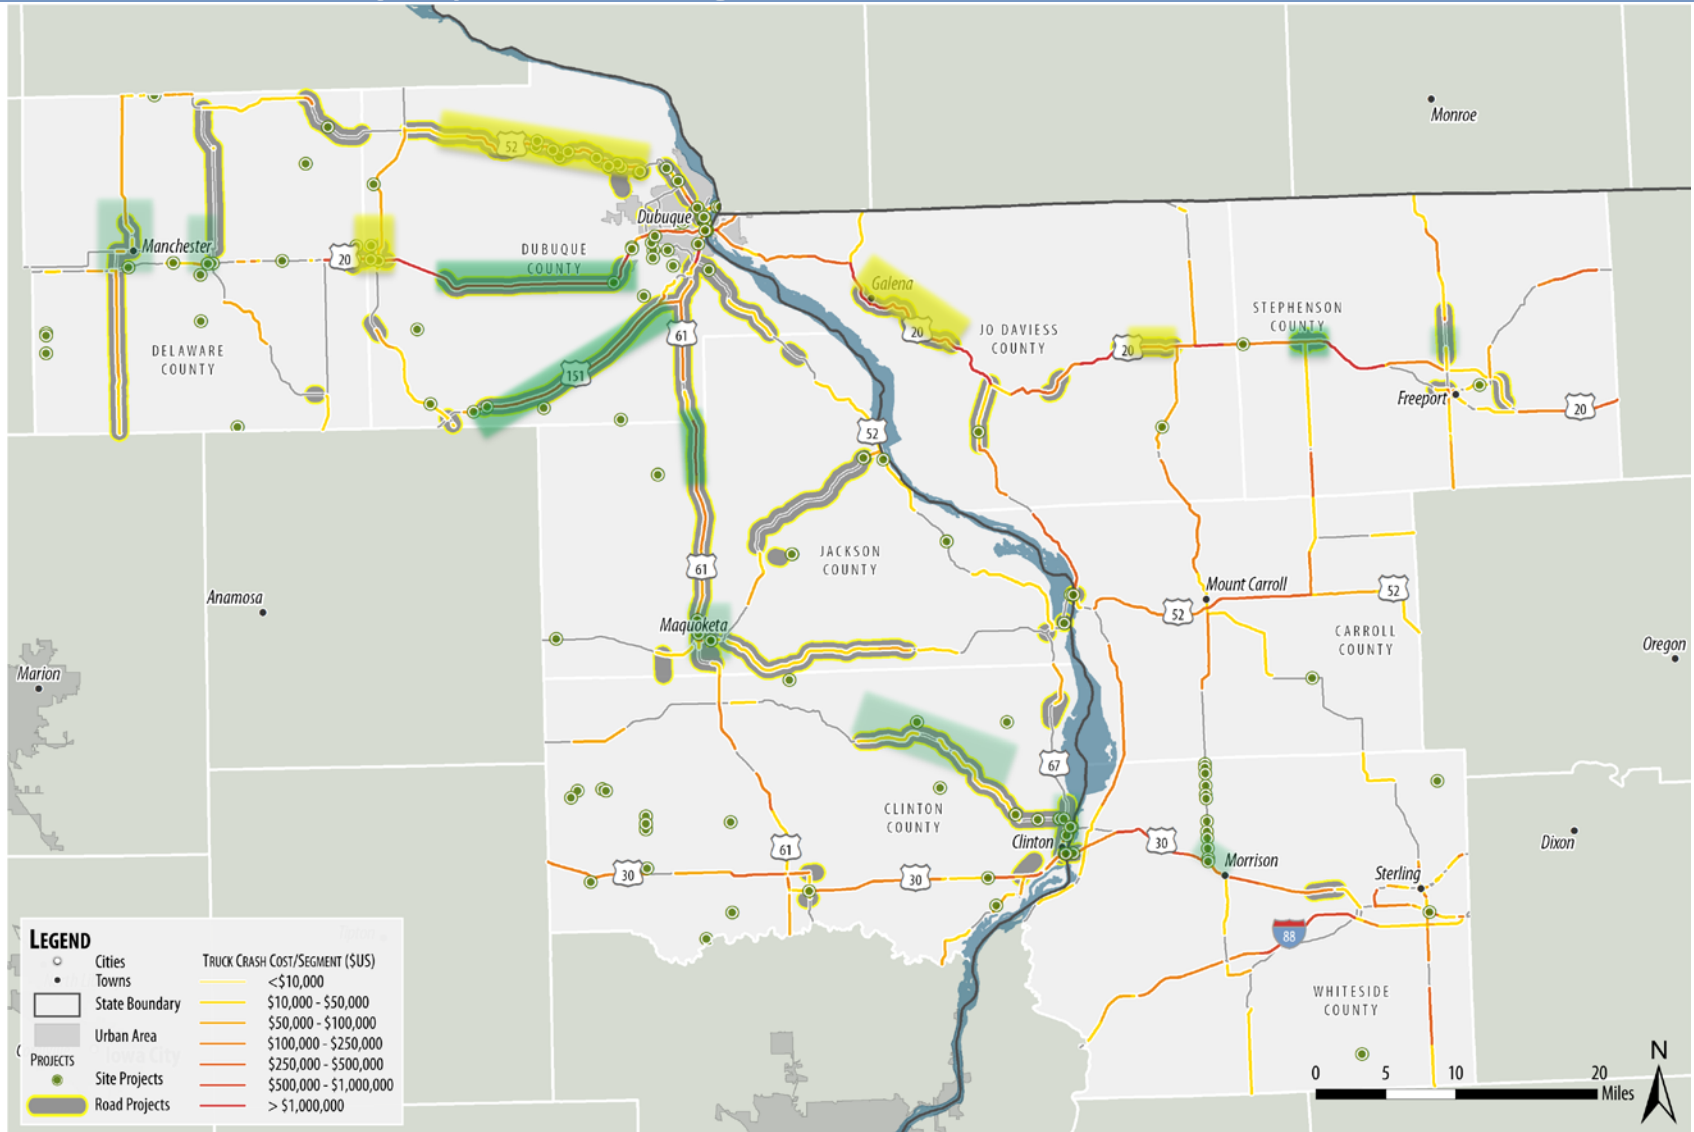 Monroe
52
Dubuque
Manchester
20
DUBUQUE
COUNTY
Galena
20
JO DAVIESS
COUNTY
STEPHENSON
COUNTY
20
61
DELAWARE
COUNTY
151
Freeport
20
52
JACKSON
COUNTY
61
Anamosa
Mount Carroll
52
52
Maquoketa
CARROLL
COUNTY
Oregon
Marion
67
CLINTON
COUNTY
Clinton
30
61
Dixon
Morrison
30
30
Sterling
88
WHITESIDE
COUNTY
LEGEND
Cities
Towns
State Boundary
Urban Area
PROJECTS
Iowa City
Site Projects
Road Projects
TRUCK CRASH COST/SEGMENT ($US)
<$10,000
$10,000 - $50,000
$50,000 - $100,000
$100,000 - $250,000
$250,000 - $500,000
$500,000 - $1,000,000
> $1,000,000
N
0 5 10 20
Miles